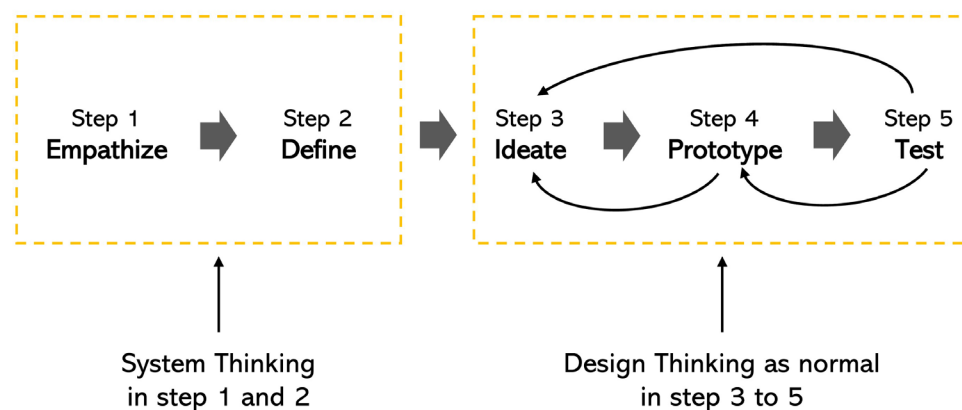 Step 1
Empathize
Step 2
Define
Step 3
Ideate
Step 4
Prototype
Step 5
Test
System Thinking
in step 1 and 2
Design Thinking as normal
in step 3 to 5